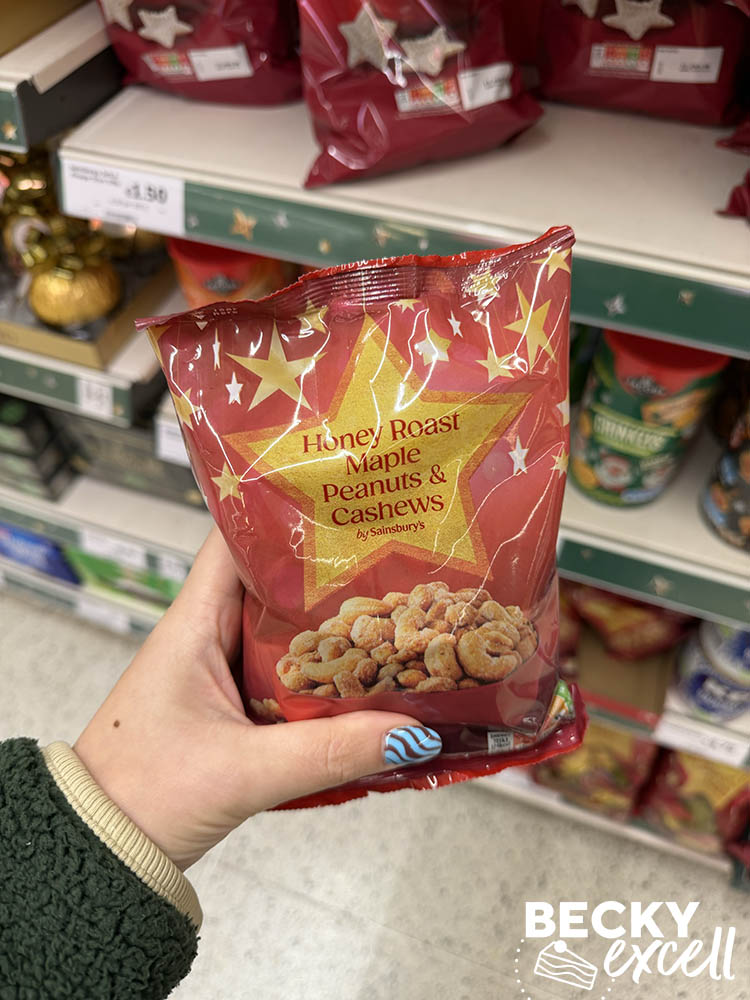 £1.50
Honey Roast
Maple
Peanuts &
Cashews
by Sainsbury's
BECKY
excell